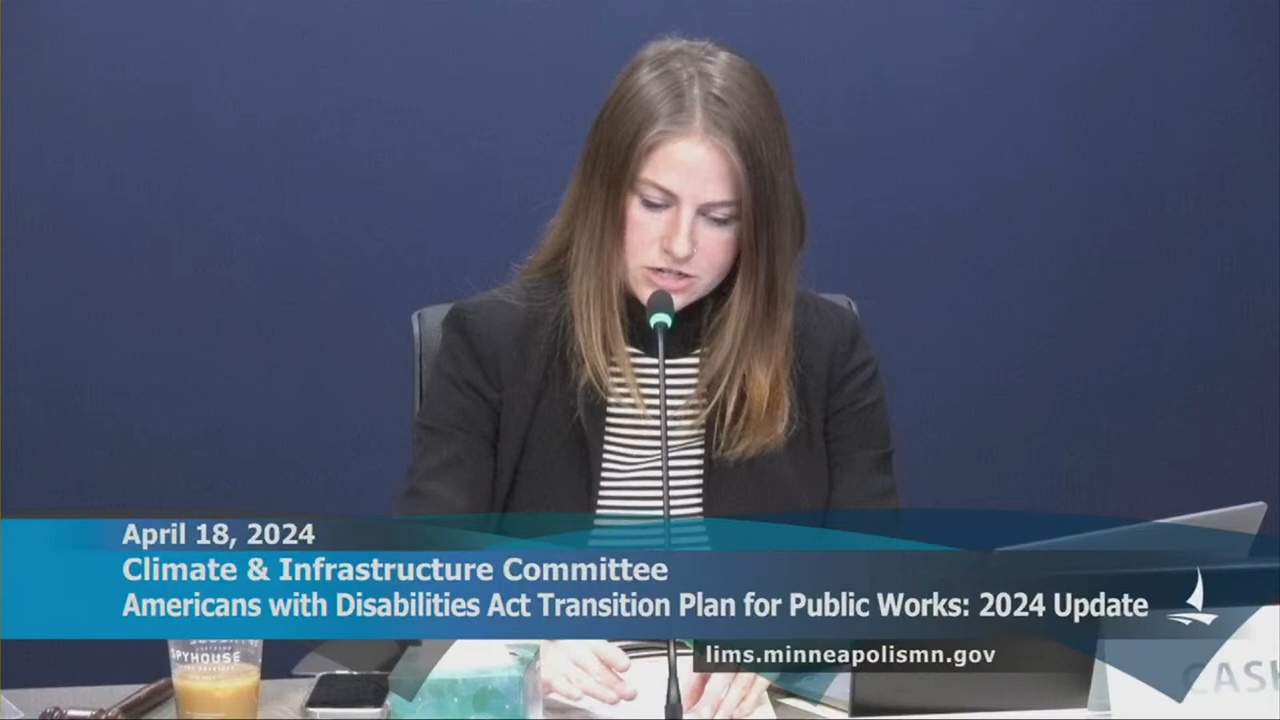 April 18, 2024
Climate & Infrastructure Committee
Americans with Disabilities Act Transition Plan for Public Works: 2024 Update
lims.minneapolismn.gov
SPYHOUSE
CASH